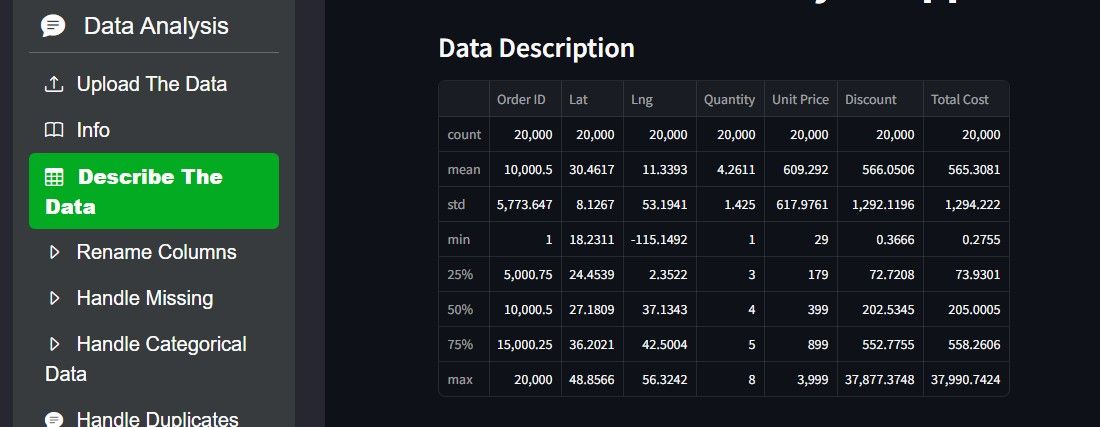 Data Analysis
Upload The Data
Info
Describe The
Data
Rename Columns
Handle Missing
Handle Categorical
Data
Handle Duplicates
Data Description
Order ID Lat Lng Quantity Unit Price Discount Total Cost
count 20,000 20,000 20,000 20,000 20,000 20,000 20,000
mean 10,000.5 30.4617 11.3393 4.2611 609.292 566.0506 565.3081
std 5,773.647 8.1267 53.1941 1.425 617.9761 1,292.1196 1,294.222
min 1 18.2311 -115.1492 1 29 0.3666 0.2755
25% 5,000.75 24.4539 2.3522 3 179 72.7208 73.9301
50% 10,000.5 27.1809 37.1343 4 399 202.5345 205.0005
75% 15,000.25 36.2021 42.5004 5 899 552.7755 558.2606
max 20,000 48.8566 56.3242 8 3,999 37,877.3748 37,990.7424